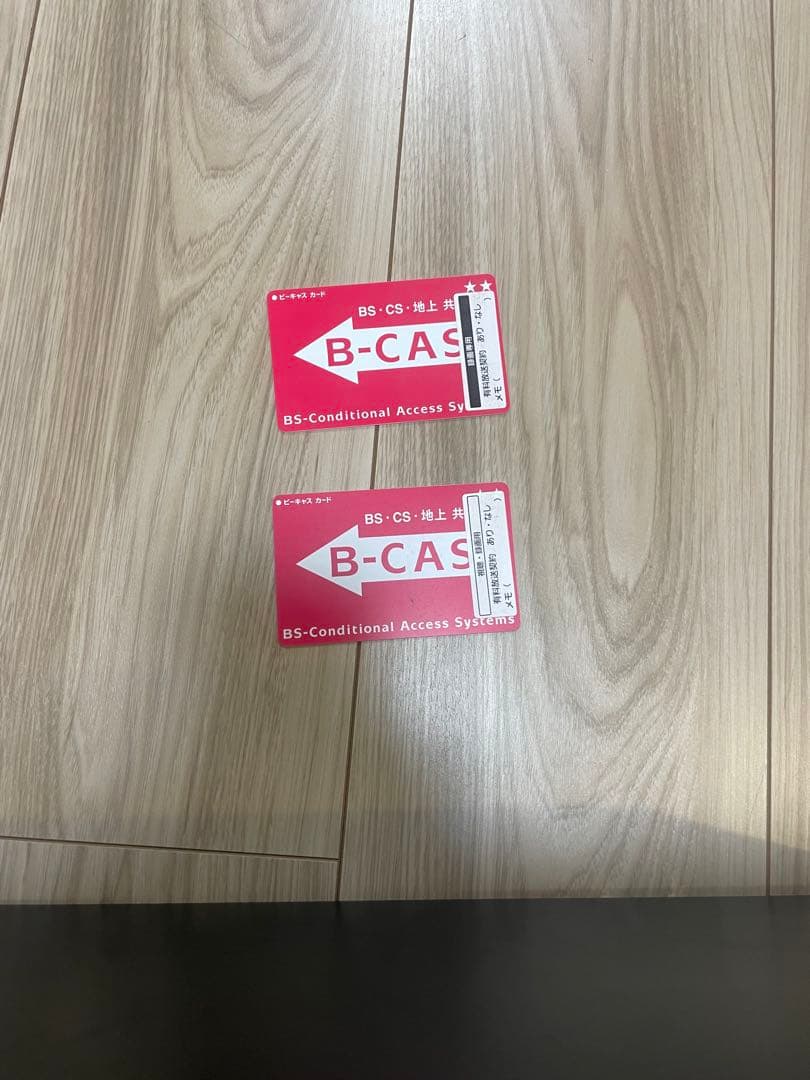 ●ビーキャス カード
★★
BS・CS・地上 共
B-CAS
BS-Conditional Access Sy
録画専用
有料放送契約 あり・なし
メモ( )
●ビーキャス カード
BS・CS・地上 共
B-CAS
BS-Conditional Access Systems
視聴・録画用
有料放送契約 あり・なし
メモ( )